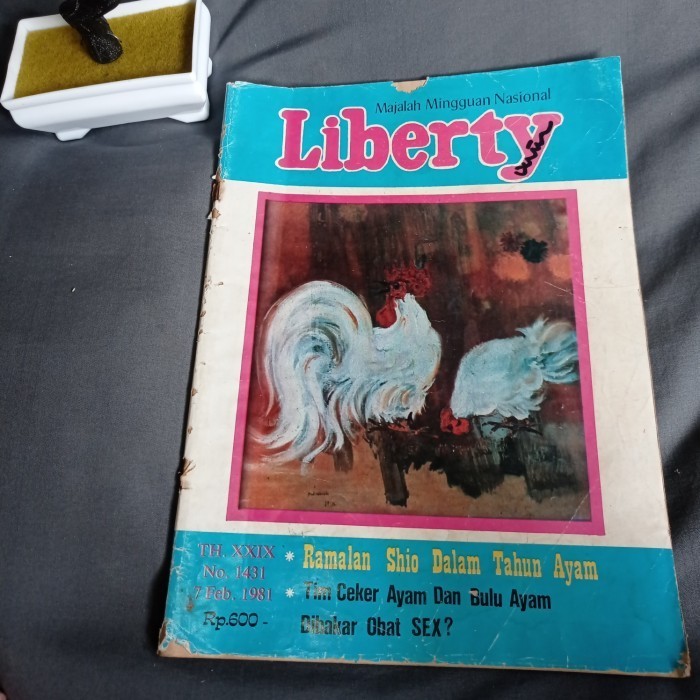 Majalah Mingguan Nasional
Liberty
TH. XXIX
No. 1431
7 Feb. 1981
Rp.600 -
* Ramalan Shio Dalam Tahun Ayam
* Tim Ceker Ayam Dan Bulu Ayam
Dibakar Obat SEX?